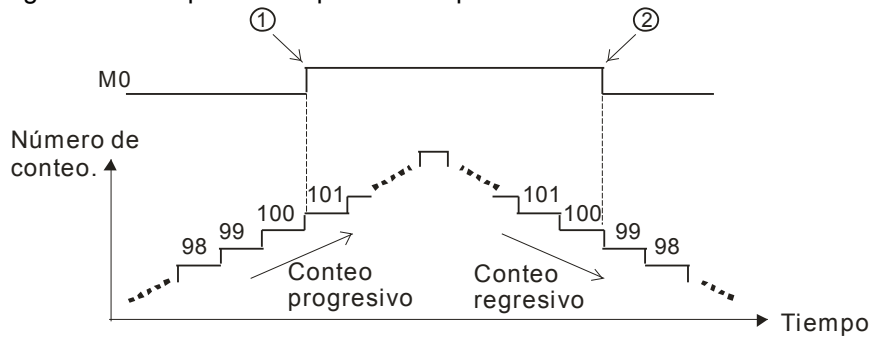 ① ②
M0
Número de
conteo.
101 101
100 100
99 99
98 98
Conteo Conteo
progresivo regresivo
Tiempo